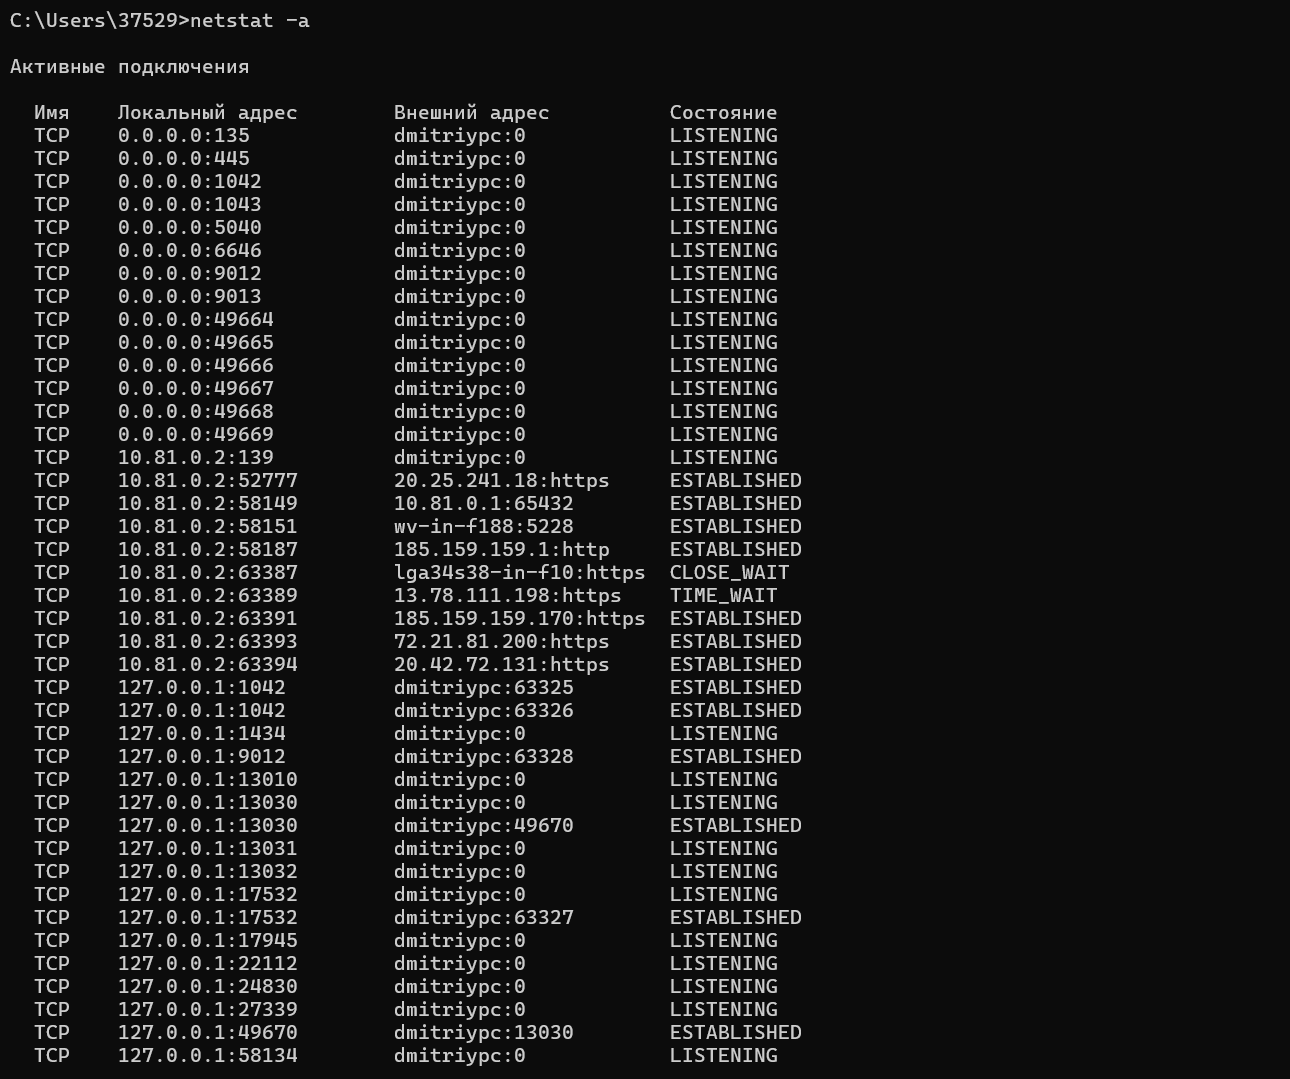 C:\Users\37529>netstat -a
Активные подключения
Имя Локальный адрес Внешний адрес Состояние
TCP 0.0.0.0:135 dmitriypc:0 LISTENING
TCP 0.0.0.0:445 dmitriypc:0 LISTENING
TCP 0.0.0.0:1042 dmitriypc:0 LISTENING
TCP 0.0.0.0:1043 dmitriypc:0 LISTENING
TCP 0.0.0.0:5040 dmitriypc:0 LISTENING
TCP 0.0.0.0:6646 dmitriypc:0 LISTENING
TCP 0.0.0.0:9012 dmitriypc:0 LISTENING
TCP 0.0.0.0:9013 dmitriypc:0 LISTENING
TCP 0.0.0.0:49664 dmitriypc:0 LISTENING
TCP 0.0.0.0:49665 dmitriypc:0 LISTENING
TCP 0.0.0.0:49666 dmitriypc:0 LISTENING
TCP 0.0.0.0:49667 dmitriypc:0 LISTENING
TCP 0.0.0.0:49668 dmitriypc:0 LISTENING
TCP 0.0.0.0:49669 dmitriypc:0 LISTENING
TCP 10.81.0.2:139 dmitriypc:0 LISTENING
TCP 10.81.0.2:52777 20.25.241.18:https ESTABLISHED
TCP 10.81.0.2:58149 10.81.0.1:65432 ESTABLISHED
TCP 10.81.0.2:58151 wv-in-f188:5228 ESTABLISHED
TCP 10.81.0.2:58187 185.159.159.1:http ESTABLISHED
TCP 10.81.0.2:63387 lga34s38-in-f10:https CLOSE_WAIT
TCP 10.81.0.2:63389 13.78.111.198:https TIME_WAIT
TCP 10.81.0.2:63391 185.159.159.170:https ESTABLISHED
TCP 10.81.0.2:63393 72.21.81.200:https ESTABLISHED
TCP 10.81.0.2:63394 20.42.72.131:https ESTABLISHED
TCP 127.0.0.1:1042 dmitriypc:63325 ESTABLISHED
TCP 127.0.0.1:1042 dmitriypc:63326 ESTABLISHED
TCP 127.0.0.1:1434 dmitriypc:0 LISTENING
TCP 127.0.0.1:9012 dmitriypc:63328 ESTABLISHED
TCP 127.0.0.1:13010 dmitriypc:0 LISTENING
TCP 127.0.0.1:13030 dmitriypc:0 LISTENING
TCP 127.0.0.1:13030 dmitriypc:49670 ESTABLISHED
TCP 127.0.0.1:13031 dmitriypc:0 LISTENING
TCP 127.0.0.1:13032 dmitriypc:0 LISTENING
TCP 127.0.0.1:17532 dmitriypc:0 LISTENING
TCP 127.0.0.1:17532 dmitriypc:63327 ESTABLISHED
TCP 127.0.0.1:17945 dmitriypc:0 LISTENING
TCP 127.0.0.1:22112 dmitriypc:0 LISTENING
TCP 127.0.0.1:24830 dmitriypc:0 LISTENING
TCP 127.0.0.1:27339 dmitriypc:0 LISTENING
TCP 127.0.0.1:49670 dmitriypc:13030 ESTABLISHED
TCP 127.0.0.1:58134 dmitriypc:0 LISTENING